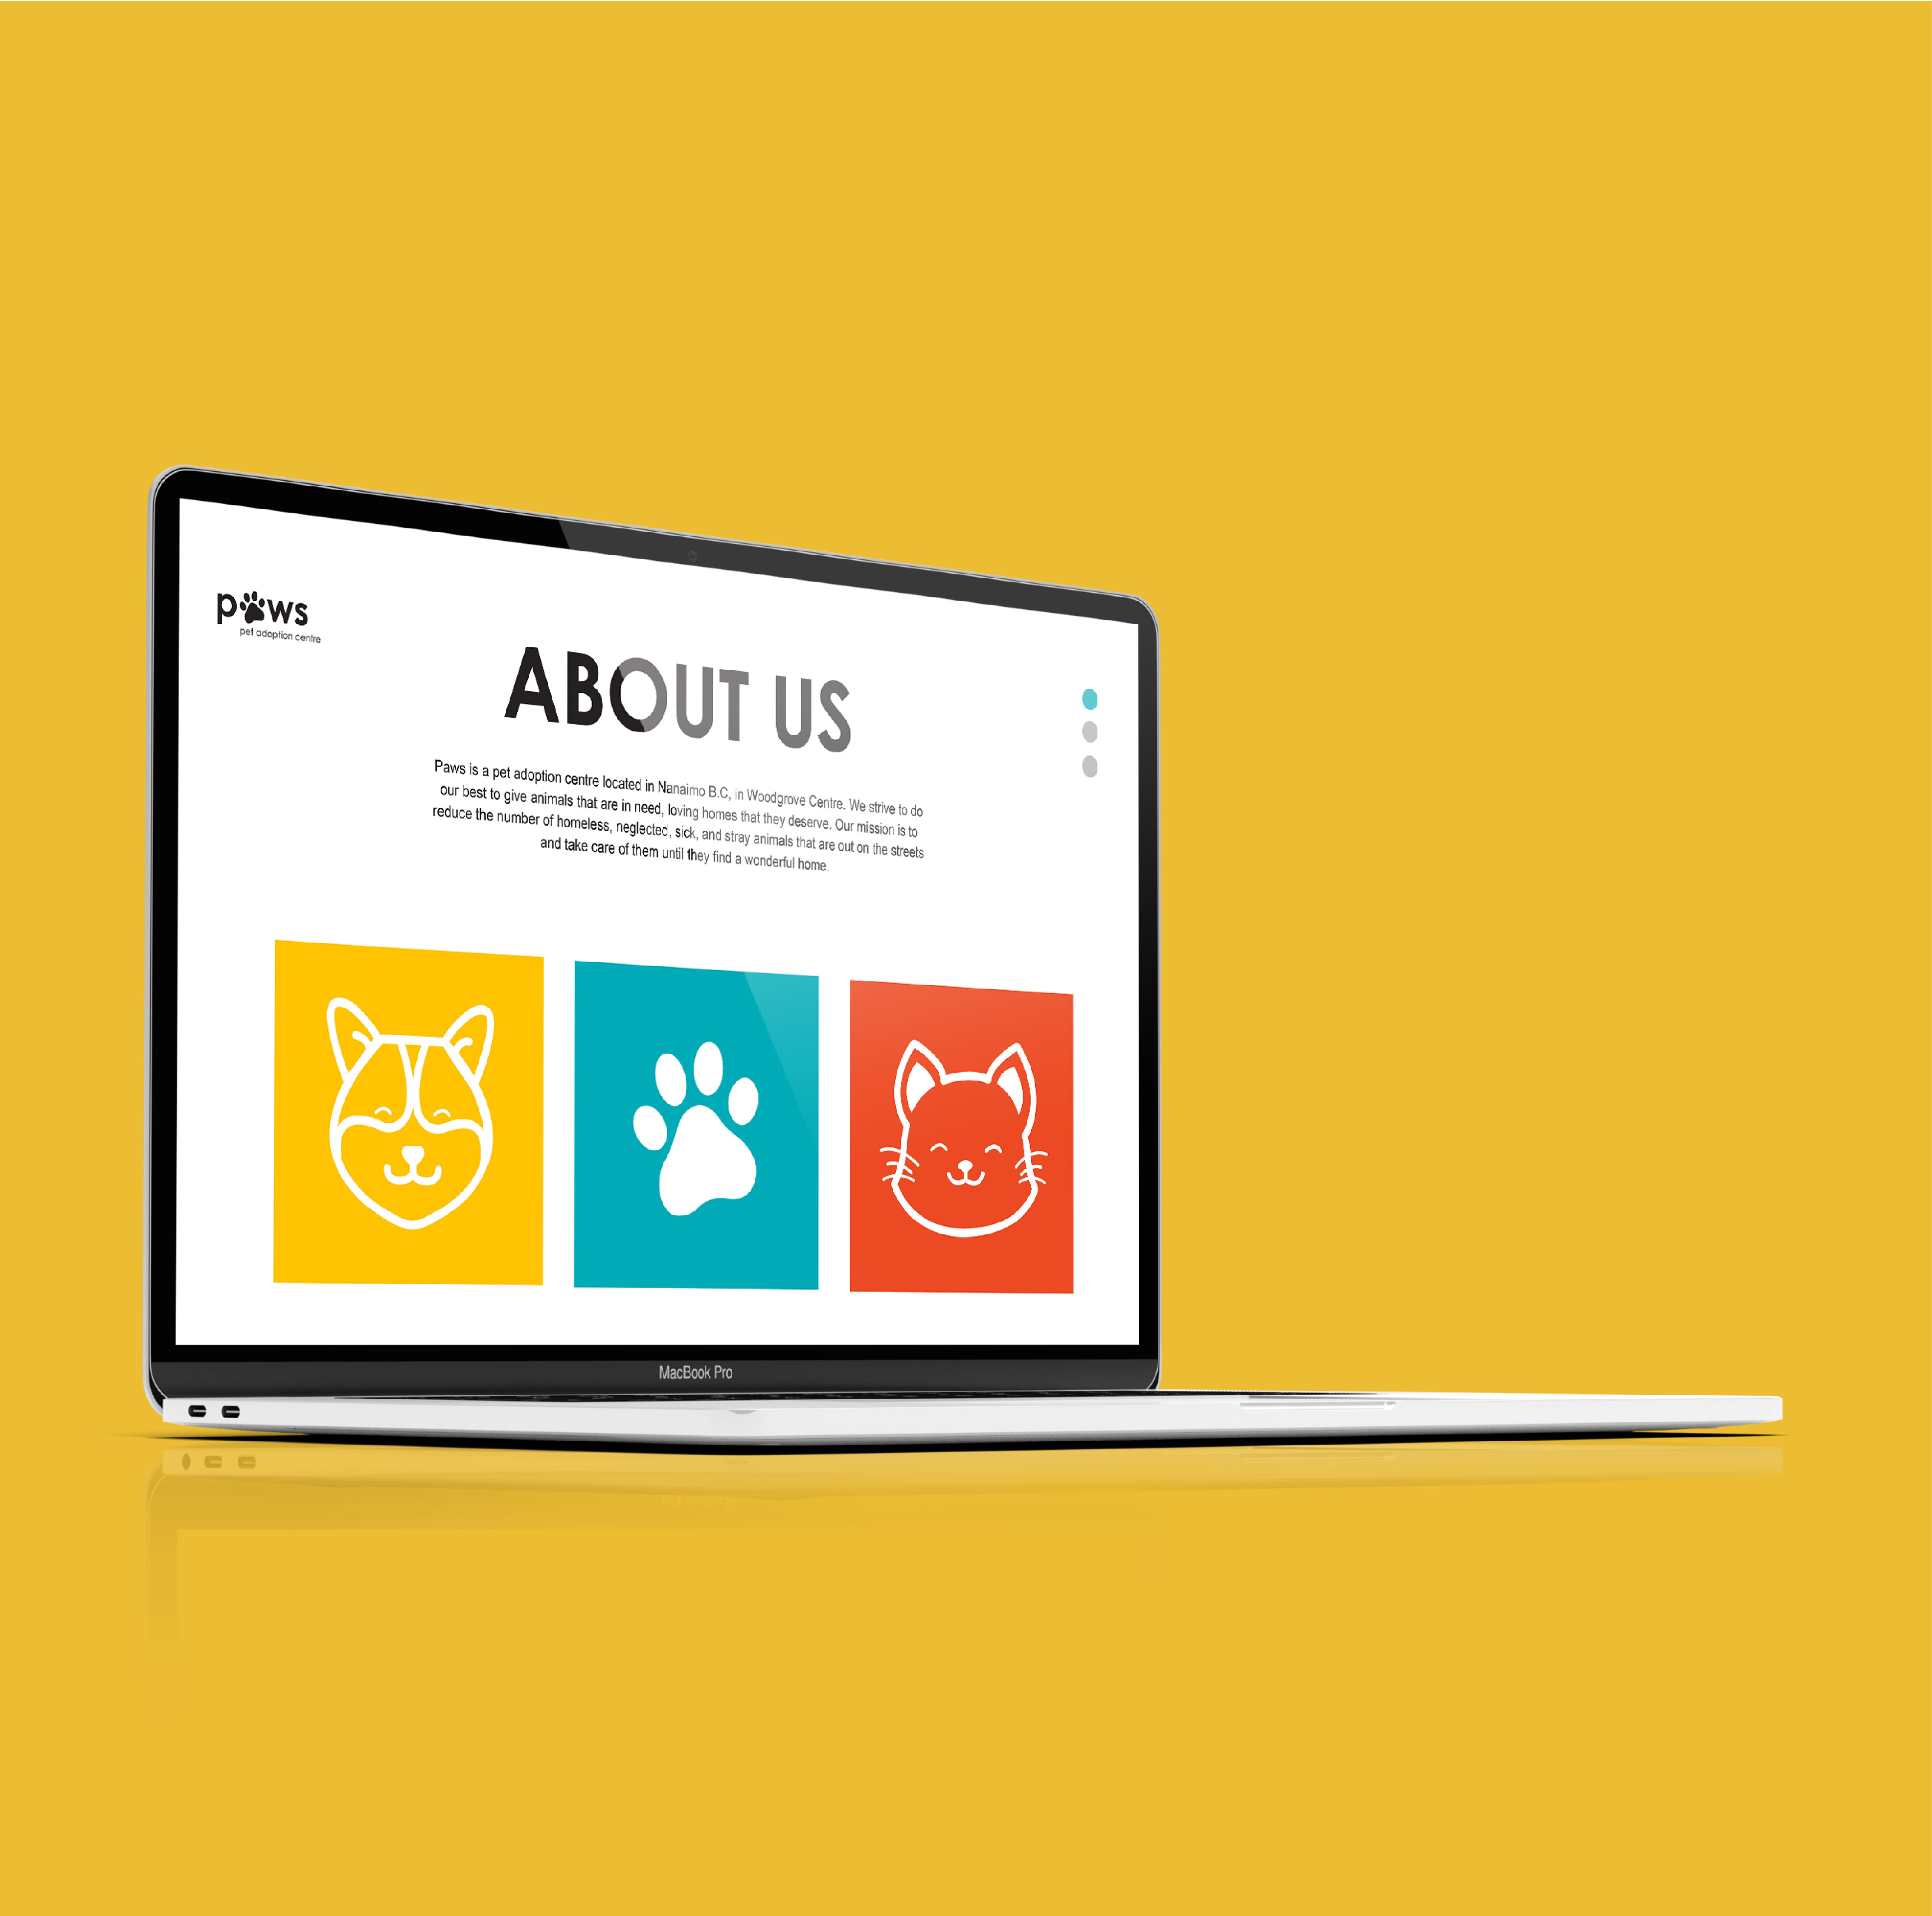 paws
pet adoption centre
ABOUT US
Paws is a pet adoption centre located in Nanaimo B.C, in Woodgrove Centre. We strive to do
our best to give animals that are in need, loving homes that they deserve. Our mission is to
reduce the number of homeless, neglected, sick, and stray animals that are out on the streets
and take care of them until they find a wonderful home.
MacBook Pro